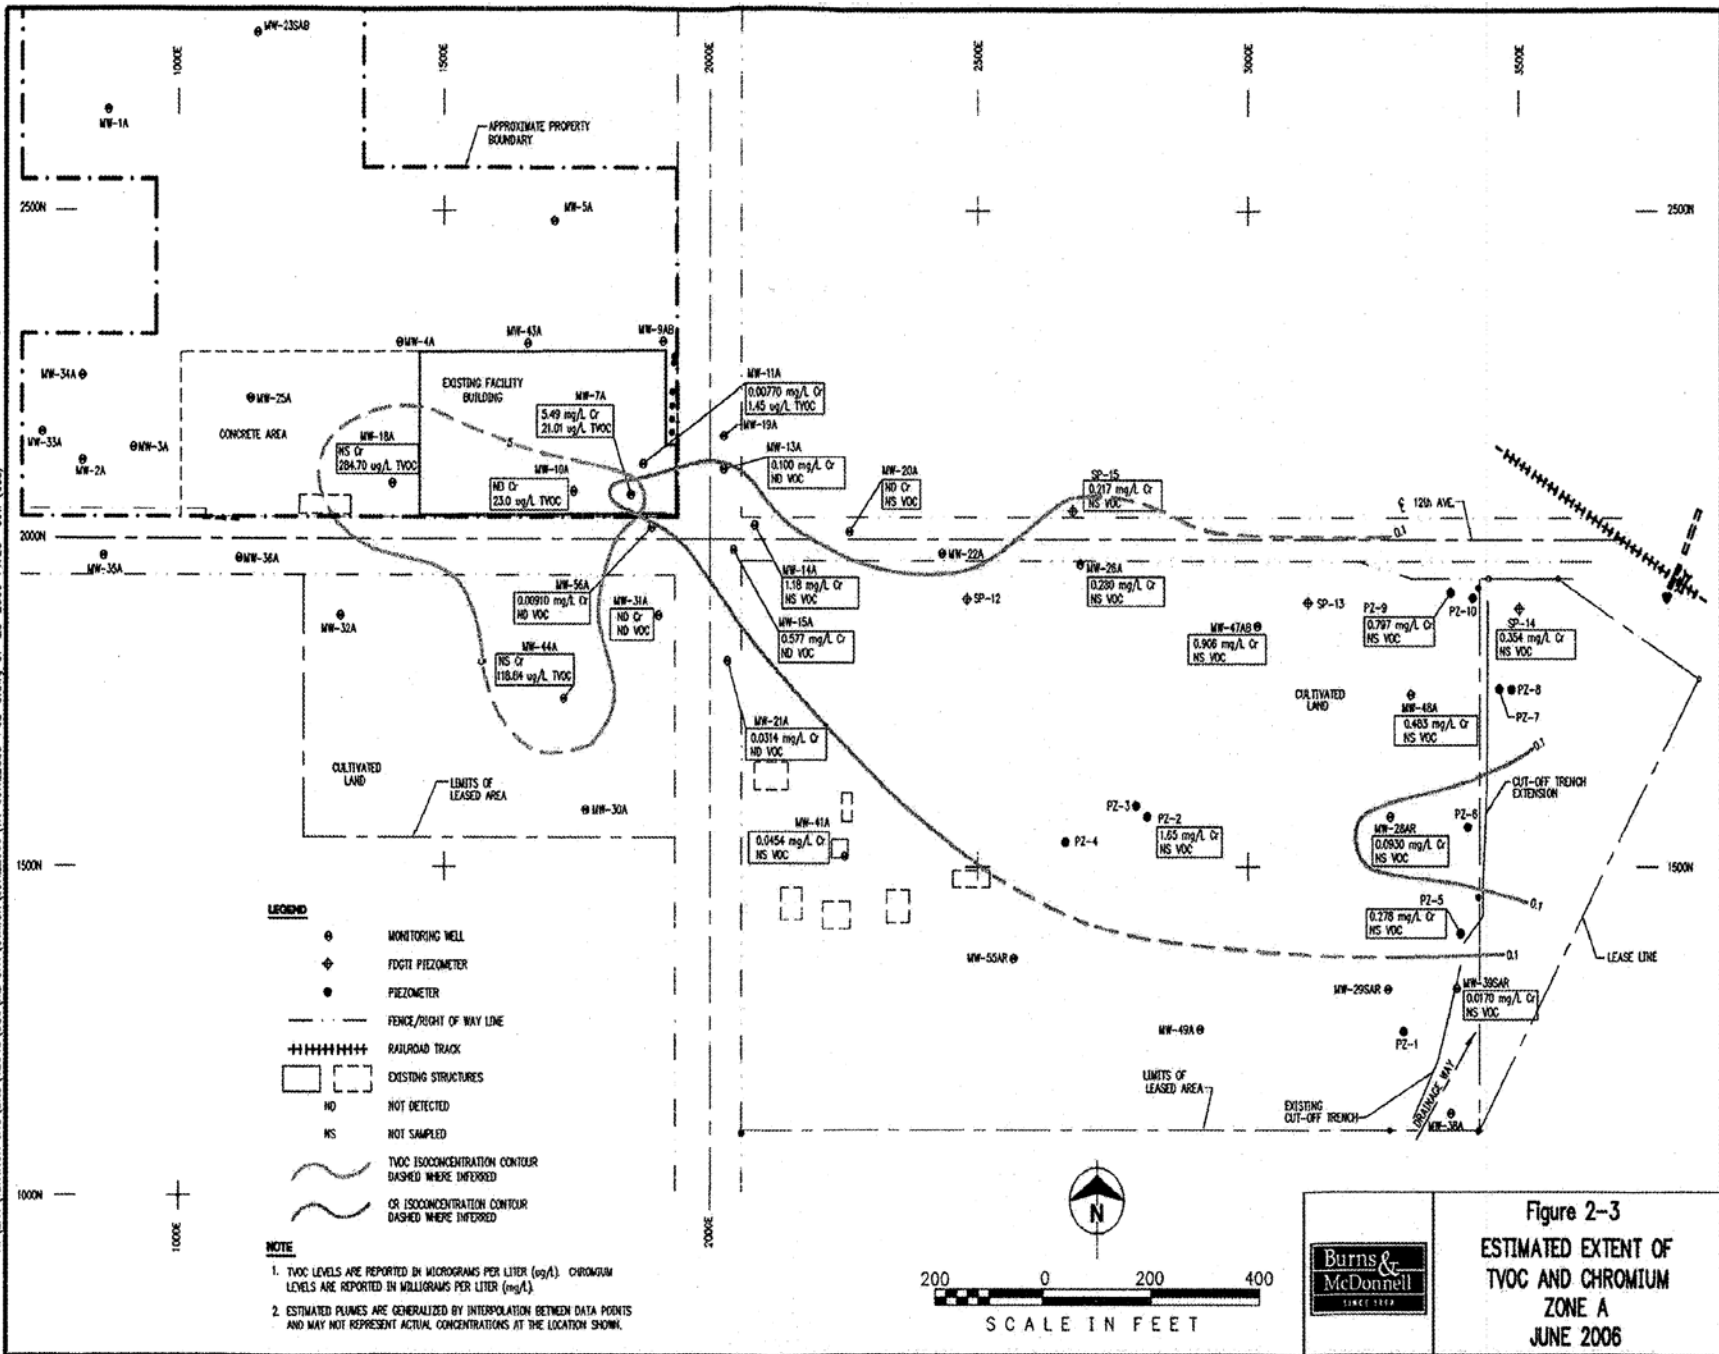 MW-23SAB
1000E
1500E
2000E
2500E
3000E
3500E
MW-1A
APPROXIMATE PROPERTY
BOUNDARY
2500N
MW-5A
2500N
MW-4A
MW-43A
MW-9AB
MW-34A
MW-25A
EXISTING FACILITY
BUILDING
MW-7A
5.49 mg/L Cr
21.01 ug/L TVOC
MW-11A
0.00770 mg/L Cr
1.45 ug/L TVOC
MW-33A
MW-3A
MW-2A
CONCRETE AREA
MW-18A
NS Cr
284.70 ug/L TVOC
5
MW-19A
MW-13A
0.100 mg/L Cr
ND VOC
MW-10A
ND Cr
23.0 ug/L TVOC
MW-20A
ND Cr
NS VOC
SP-15
0.217 mg/L Cr
NS VOC
℄ 12th AVE.
0.1
2000N
MW-35A
MW-36A
MW-22A
MW-56A
0.00910 mg/L Cr
ND VOC
MW-31A
ND Cr
ND VOC
MW-14A
1.18 mg/L Cr
NS VOC
SP-12
MW-26A
0.280 mg/L Cr
NS VOC
SP-13
PZ-9
0.797 mg/L Cr
NS VOC
PZ-10
SP-14
0.354 mg/L Cr
NS VOC
MW-32A
MW-15A
0.577 mg/L Cr
ND VOC
MW-47AB
0.906 mg/L Cr
NS VOC
MW-44A
NS Cr
118.64 ug/L TVOC
MW-21A
0.0314 mg/L Cr
ND VOC
CULTIVATED
LAND
MW-48A
0.483 mg/L Cr
NS VOC
PZ-8
PZ-7
0.1
CULTIVATED
LAND
LIMITS OF
LEASED AREA
MW-30A
CUT-OFF TRENCH
EXTENSION
MW-41A
0.0454 mg/L Cr
NS VOC
PZ-3
PZ-2
1.65 mg/L Cr
NS VOC
PZ-4
MW-28AR
0.0930 mg/L Cr
NS VOC
PZ-6
1500N
1500N
0.1
PZ-5
0.278 mg/L Cr
NS VOC
0.1
LEASE LINE
MW-55AR
MW-29SAR
MW-39SAR
0.0170 mg/L Cr
NS VOC
MW-49A
PZ-1
LIMITS OF
LEASED AREA
EXISTING
CUT-OFF TRENCH
DRAINAGE WAY
MW-38A
LEGEND
MONITORING WELL
FDGTI PIEZOMETER
PIEZOMETER
FENCE/RIGHT OF WAY LINE
RAILROAD TRACK
EXISTING STRUCTURES
ND NOT DETECTED
NS NOT SAMPLED
TVOC ISOCONCENTRATION CONTOUR
DASHED WHERE INFERRED
CR ISOCONCENTRATION CONTOUR
DASHED WHERE INFERRED
1000N
1000E
2000E
NOTE
1. TVOC LEVELS ARE REPORTED IN MICROGRAMS PER LITER (ug/L). CHROMIUM
LEVELS ARE REPORTED IN MILLIGRAMS PER LITER (mg/L).
2. ESTIMATED PLUMES ARE GENERALIZED BY INTERPOLATION BETWEEN DATA POINTS
AND MAY NOT REPRESENT ACTUAL CONCENTRATIONS AT THE LOCATION SHOWN.
N
200 0 200 400
SCALE IN FEET
Burns &
McDonnell
SINCE 1898
Figure 2-3
ESTIMATED EXTENT OF
TVOC AND CHROMIUM
ZONE A
JUNE 2006